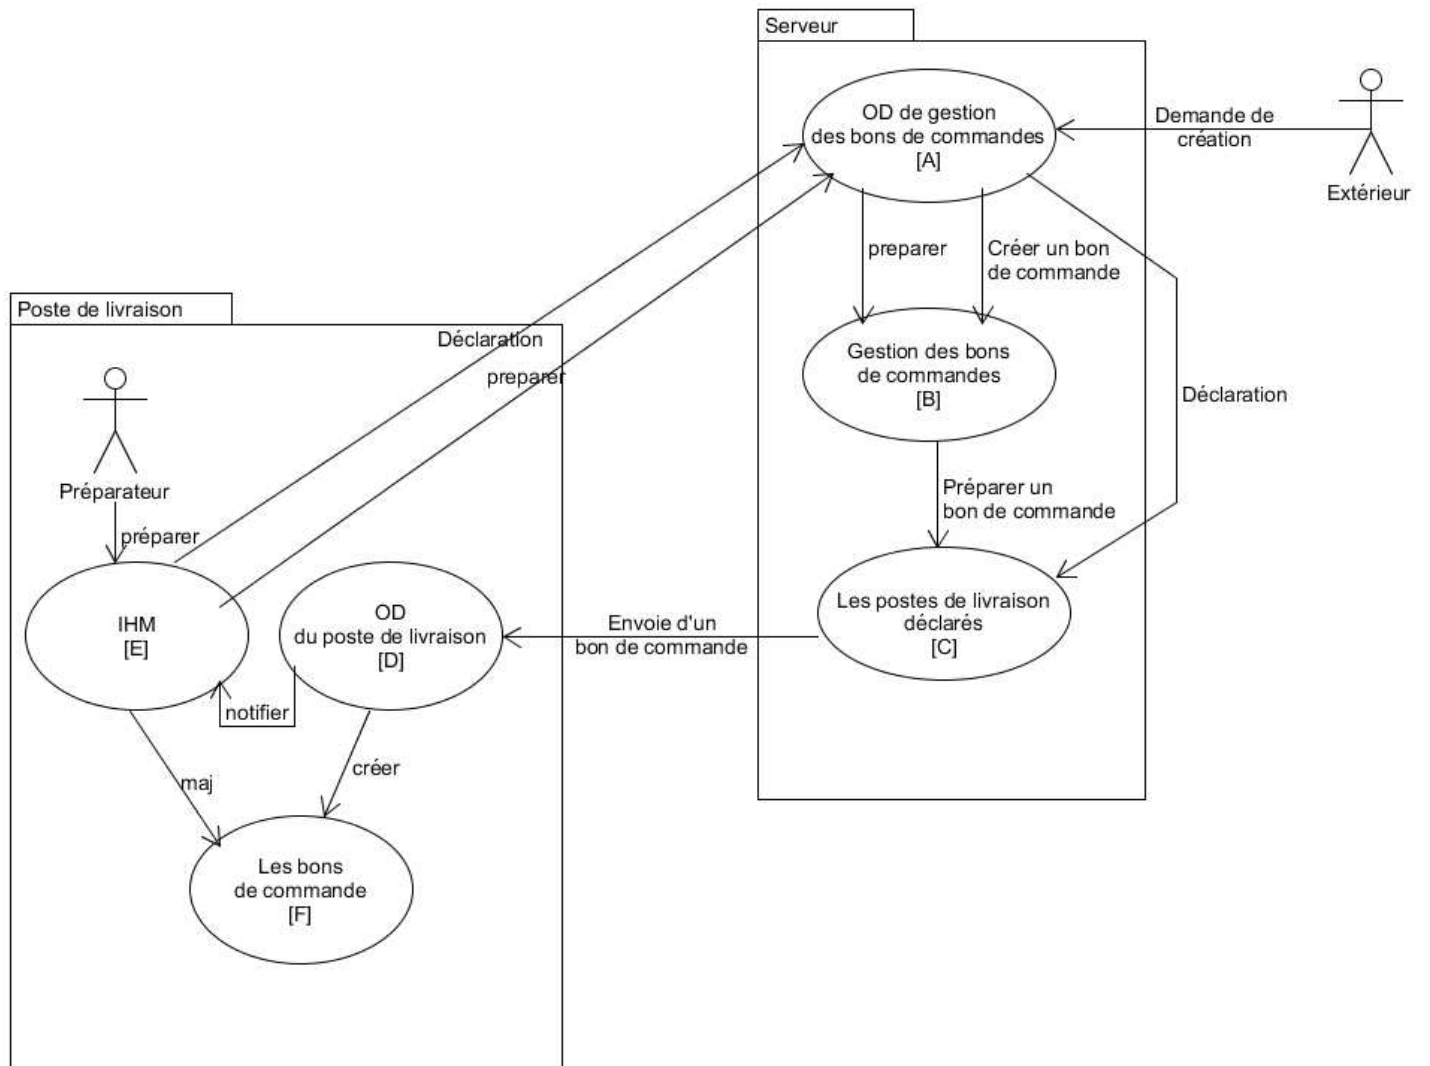 Serveur
OD de gestion
des bons de commandes
[A]
Demande de
création
Extérieur
preparer
Créer un bon
de commande
Poste de livraison
Déclaration
preparer
Gestion des bons
de commandes
[B]
Déclaration
Préparateur
préparer
Préparer un
bon de commande
IHM
[E]
OD
du poste de livraison
[D]
Envoie d'un
bon de commande
Les postes de livraison
déclarés
[C]
notifier
maj
créer
Les bons
de commande
[F]